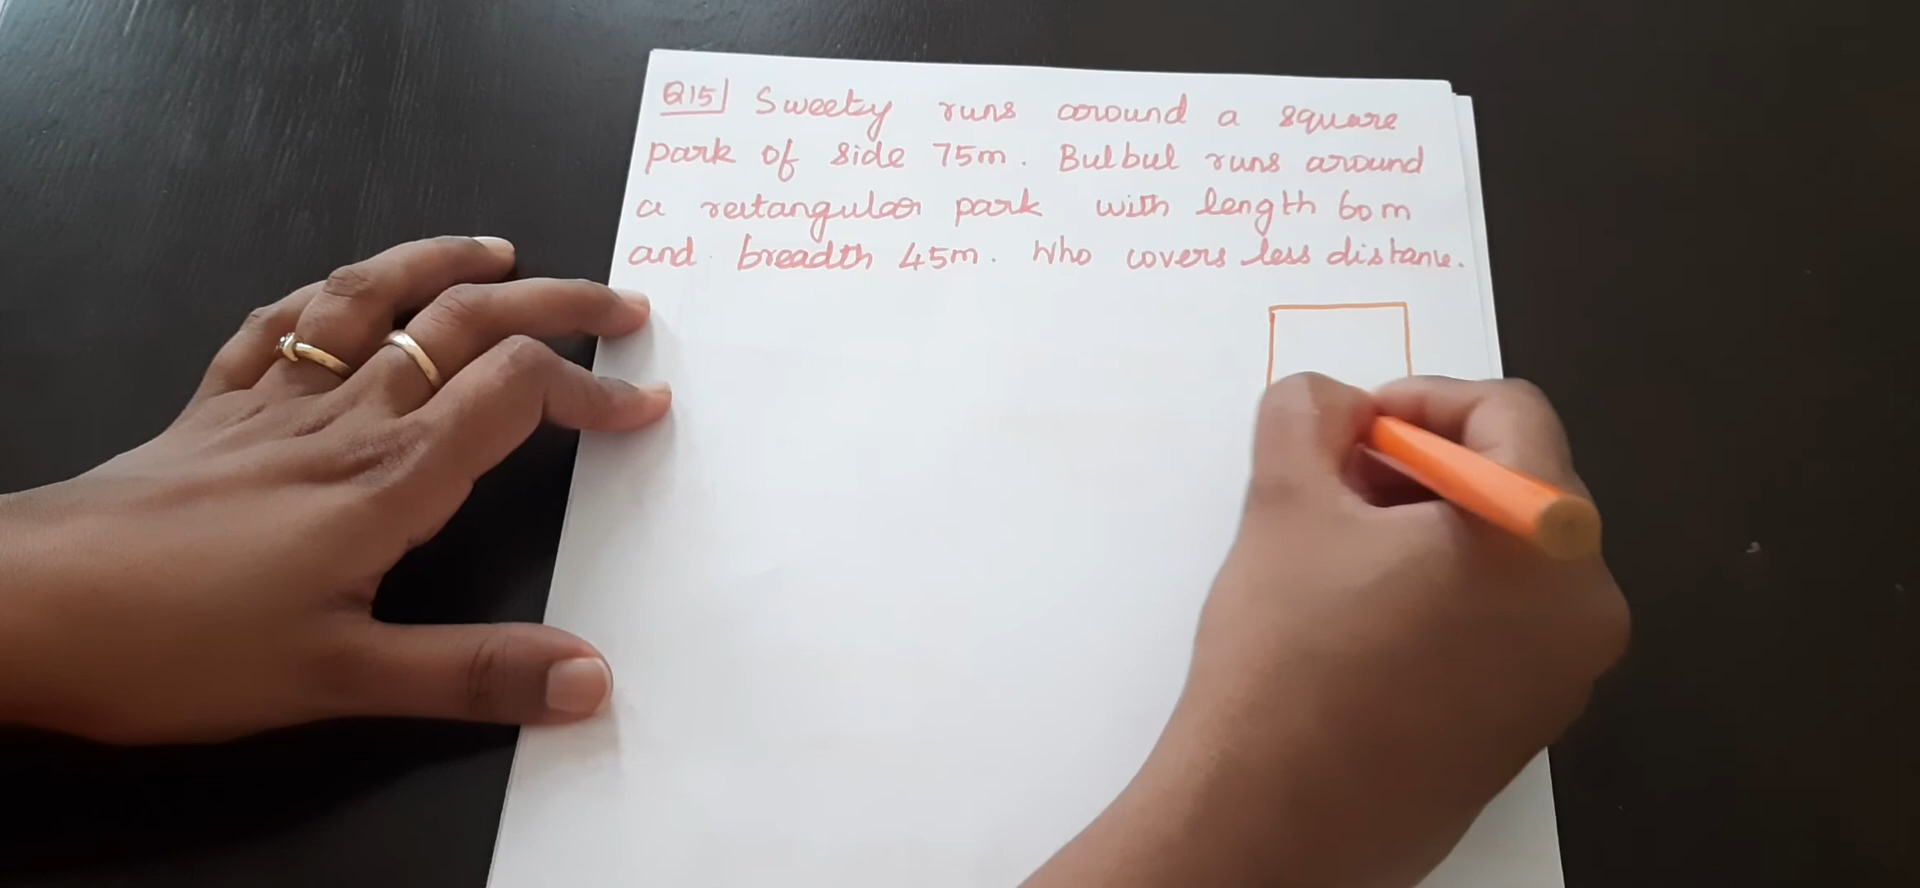 Q15 Sweety runs around a square
park of side 75m. Bulbul runs around
a rectangular park with length 60m
and breadth 45m. Who covers less distance.